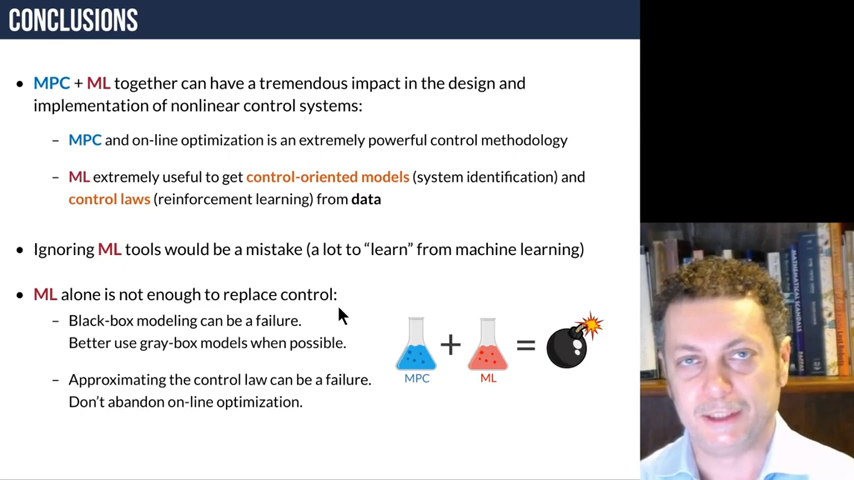 CONCLUSIONS
• MPC + ML together can have a tremendous impact in the design and
implementation of nonlinear control systems:
– MPC and on-line optimization is an extremely powerful control methodology
– ML extremely useful to get control-oriented models (system identification) and
control laws (reinforcement learning) from data
• Ignoring ML tools would be a mistake (a lot to “learn” from machine learning)
• ML alone is not enough to replace control:
– Black-box modeling can be a failure.
Better use gray-box models when possible.
– Approximating the control law can be a failure.
Don’t abandon on-line optimization.
+ =
MPC ML
MATHEMATICAL SCANDALS